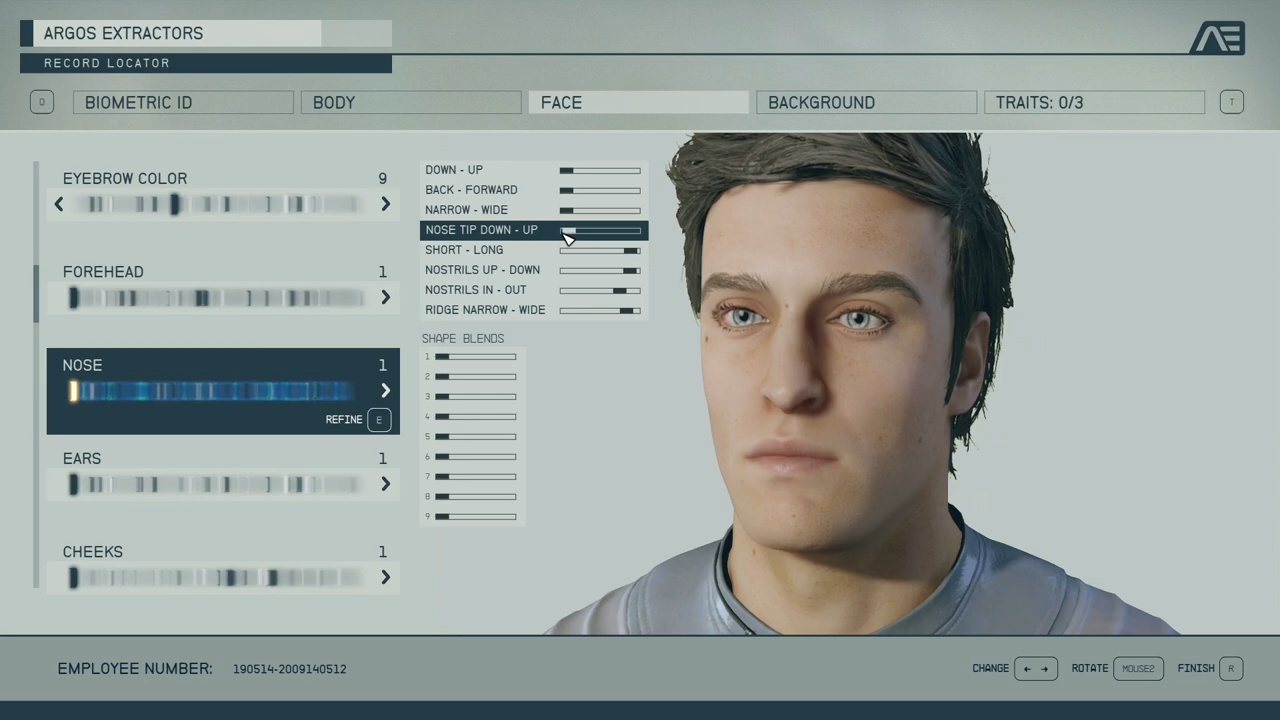 ARGOS EXTRACTORS
RECORD LOCATOR
Q BIOMETRIC ID BODY FACE BACKGROUND TRAITS: 0/3 T
EYEBROW COLOR 9
FOREHEAD 1
NOSE 1
REFINE E
EARS 1
CHEEKS 1
DOWN - UP
BACK - FORWARD
NARROW - WIDE
NOSE TIP DOWN - UP
SHORT - LONG
NOSTRILS UP - DOWN
NOSTRILS IN - OUT
RIDGE NARROW - WIDE
SHAPE BLENDS
1
2
3
4
5
6
7
8
9
EMPLOYEE NUMBER: 190514-2009140512
CHANGE ← → ROTATE MOUSE2 FINISH R